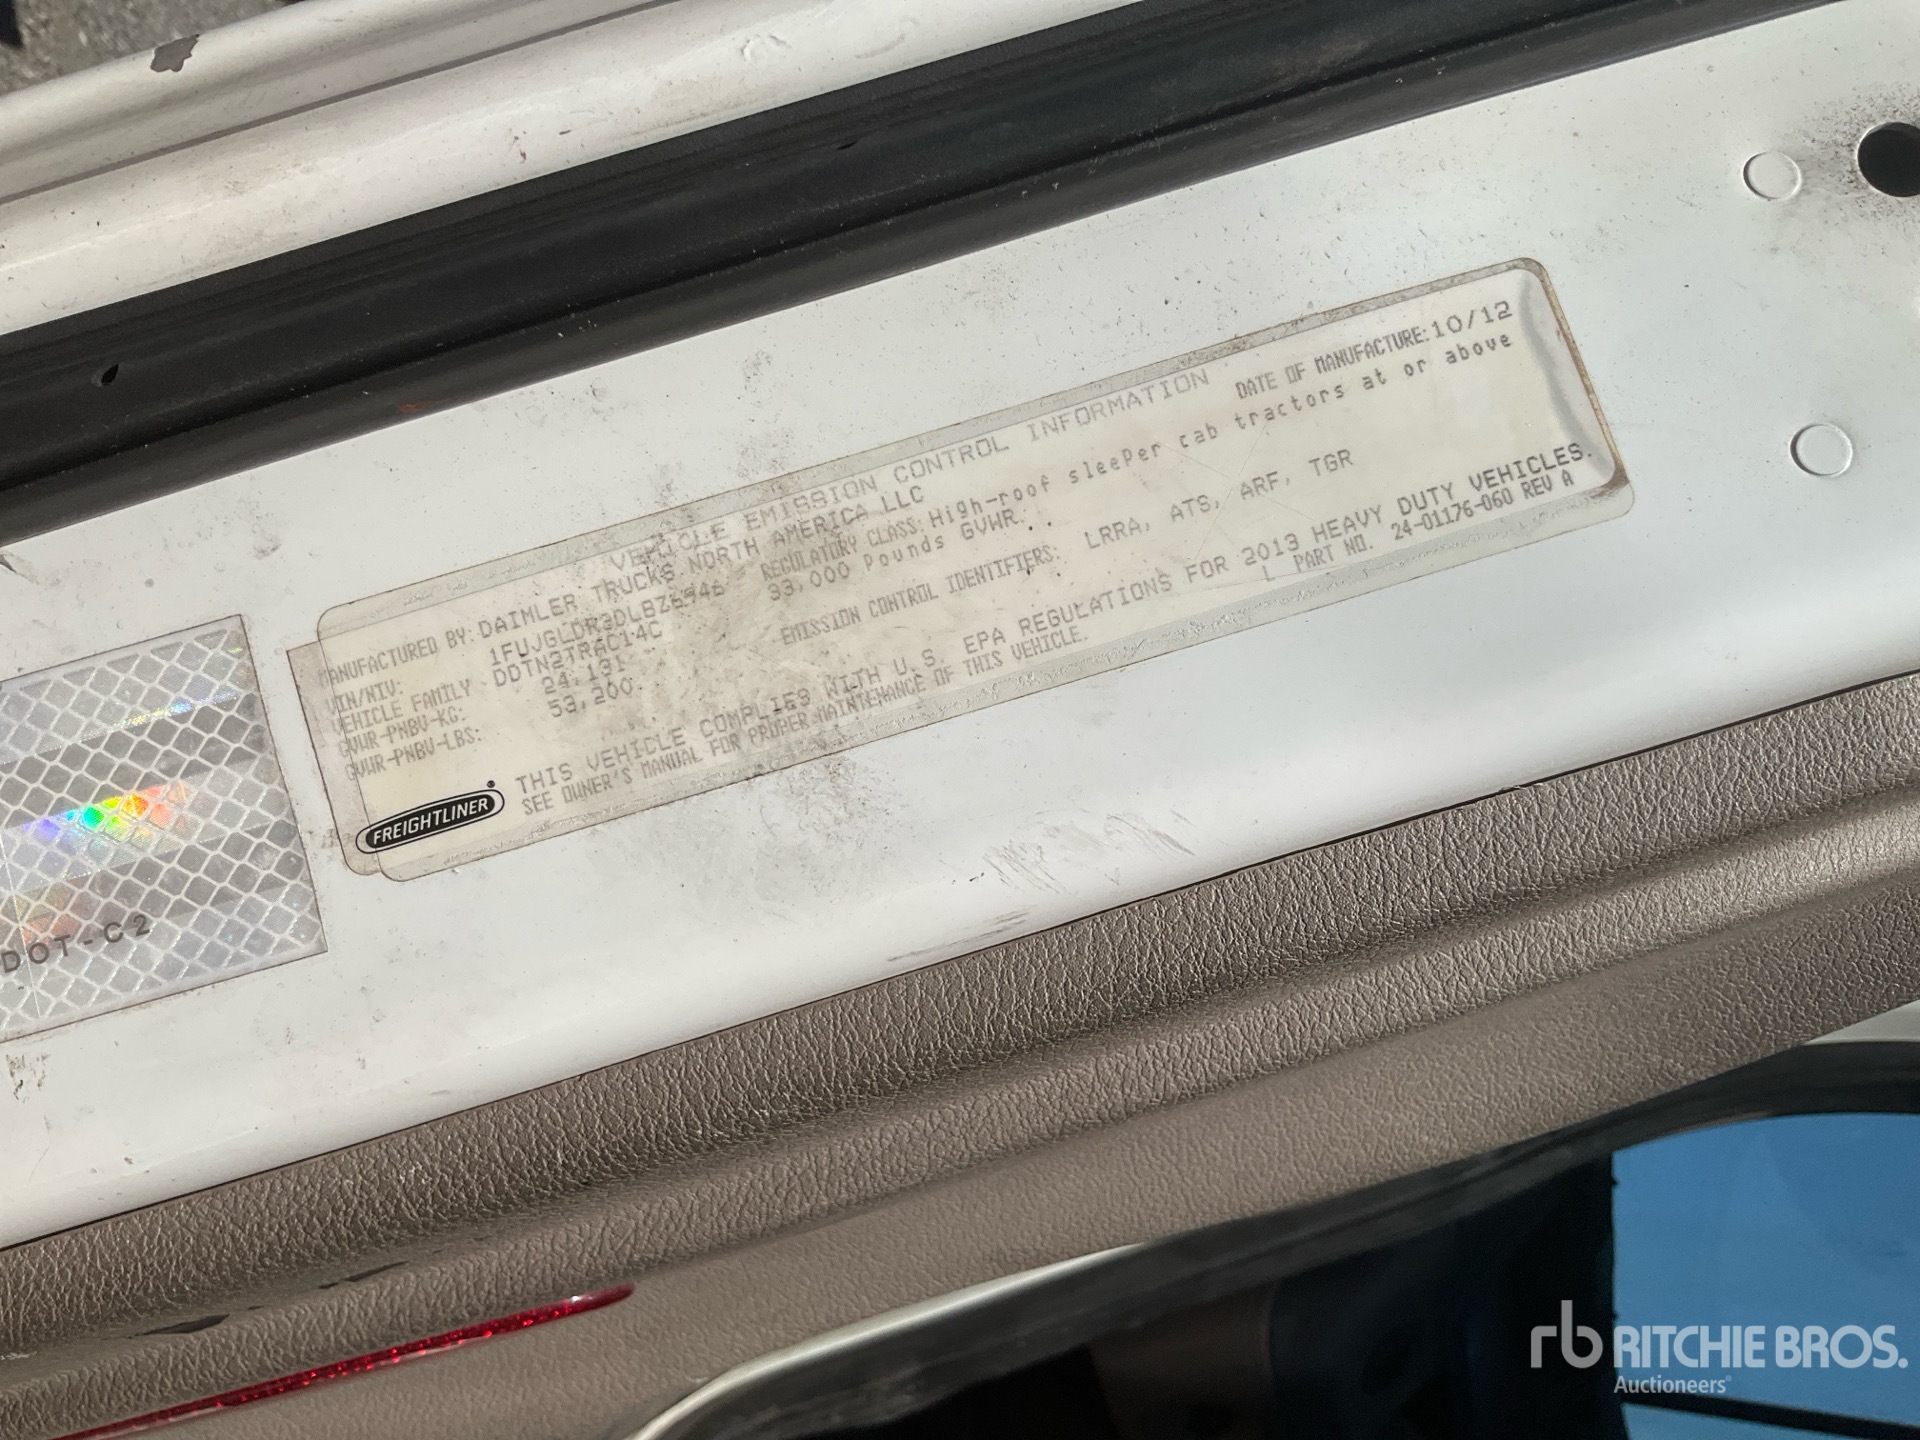 VEHICLE EMISSION CONTROL INFORMATION
MANUFACTURED BY: DAIMLER TRUCKS NORTH AMERICA LLC
DATE OF MANUFACTURE: 10/12
VIN/NIV:
REGULATORY CLASS: High-roof sleeper cab tractors at or above
33,000 Pounds GVWR.
VEHICLE FAMILY DDTN2TRAC14C
GVWR-PNBV-KG: 24,131
EMISSION CONTROL IDENTIFIERS: LRRA, ATS, ARF, TGR
GVWR-PNBV-LBS: 53,200
THIS VEHICLE COMPLIES WITH U.S. EPA REGULATIONS FOR 2013 HEAVY DUTY VEHICLES.
SEE OWNER'S MANUAL FOR PROPER MAINTENANCE OF THIS VEHICLE.
L PART NO. 24-01176-060 REV A
FREIGHTLINER
DOT-C2
rb RITCHIE BROS.
Auctioneers